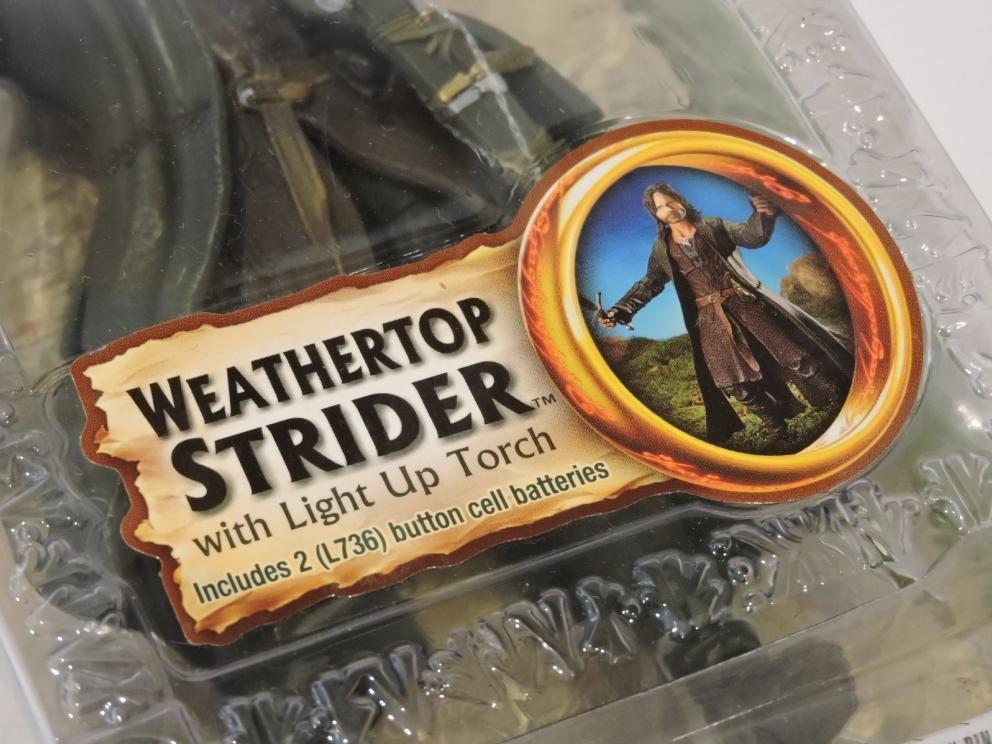 WEATHERTOP
STRIDER™
with Light Up Torch
Includes 2 (L736) button cell batteries